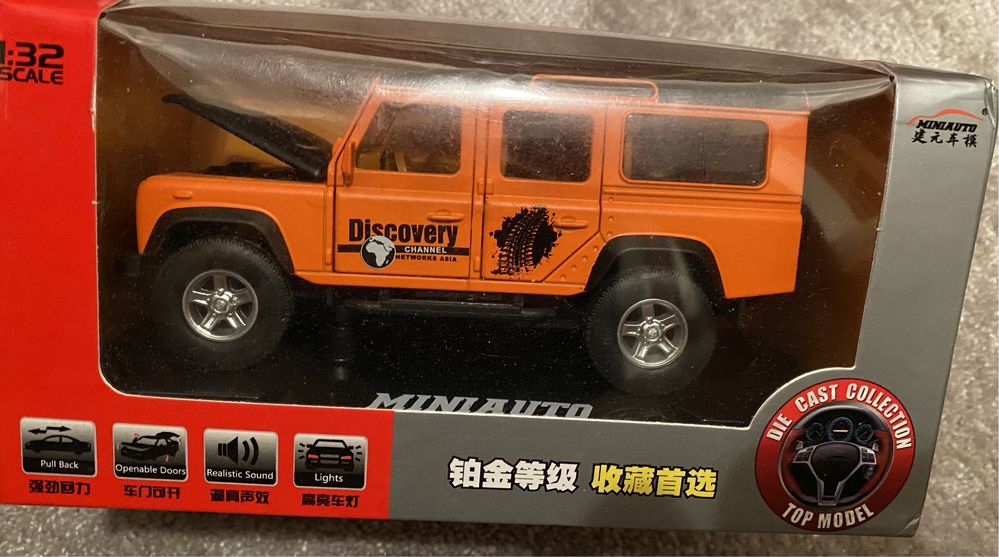 1:32
SCALE
MINIAUTO®
建元车模
Discovery
CHANNEL
NETWORKS ASIA
MINIAUTO
Pull Back
强劲回力
Openable Doors
车门可开
Realistic Sound
逼真声效
Lights
高亮车灯
铂金等级 收藏首选
DIE CAST COLLECTION
TOP MODEL